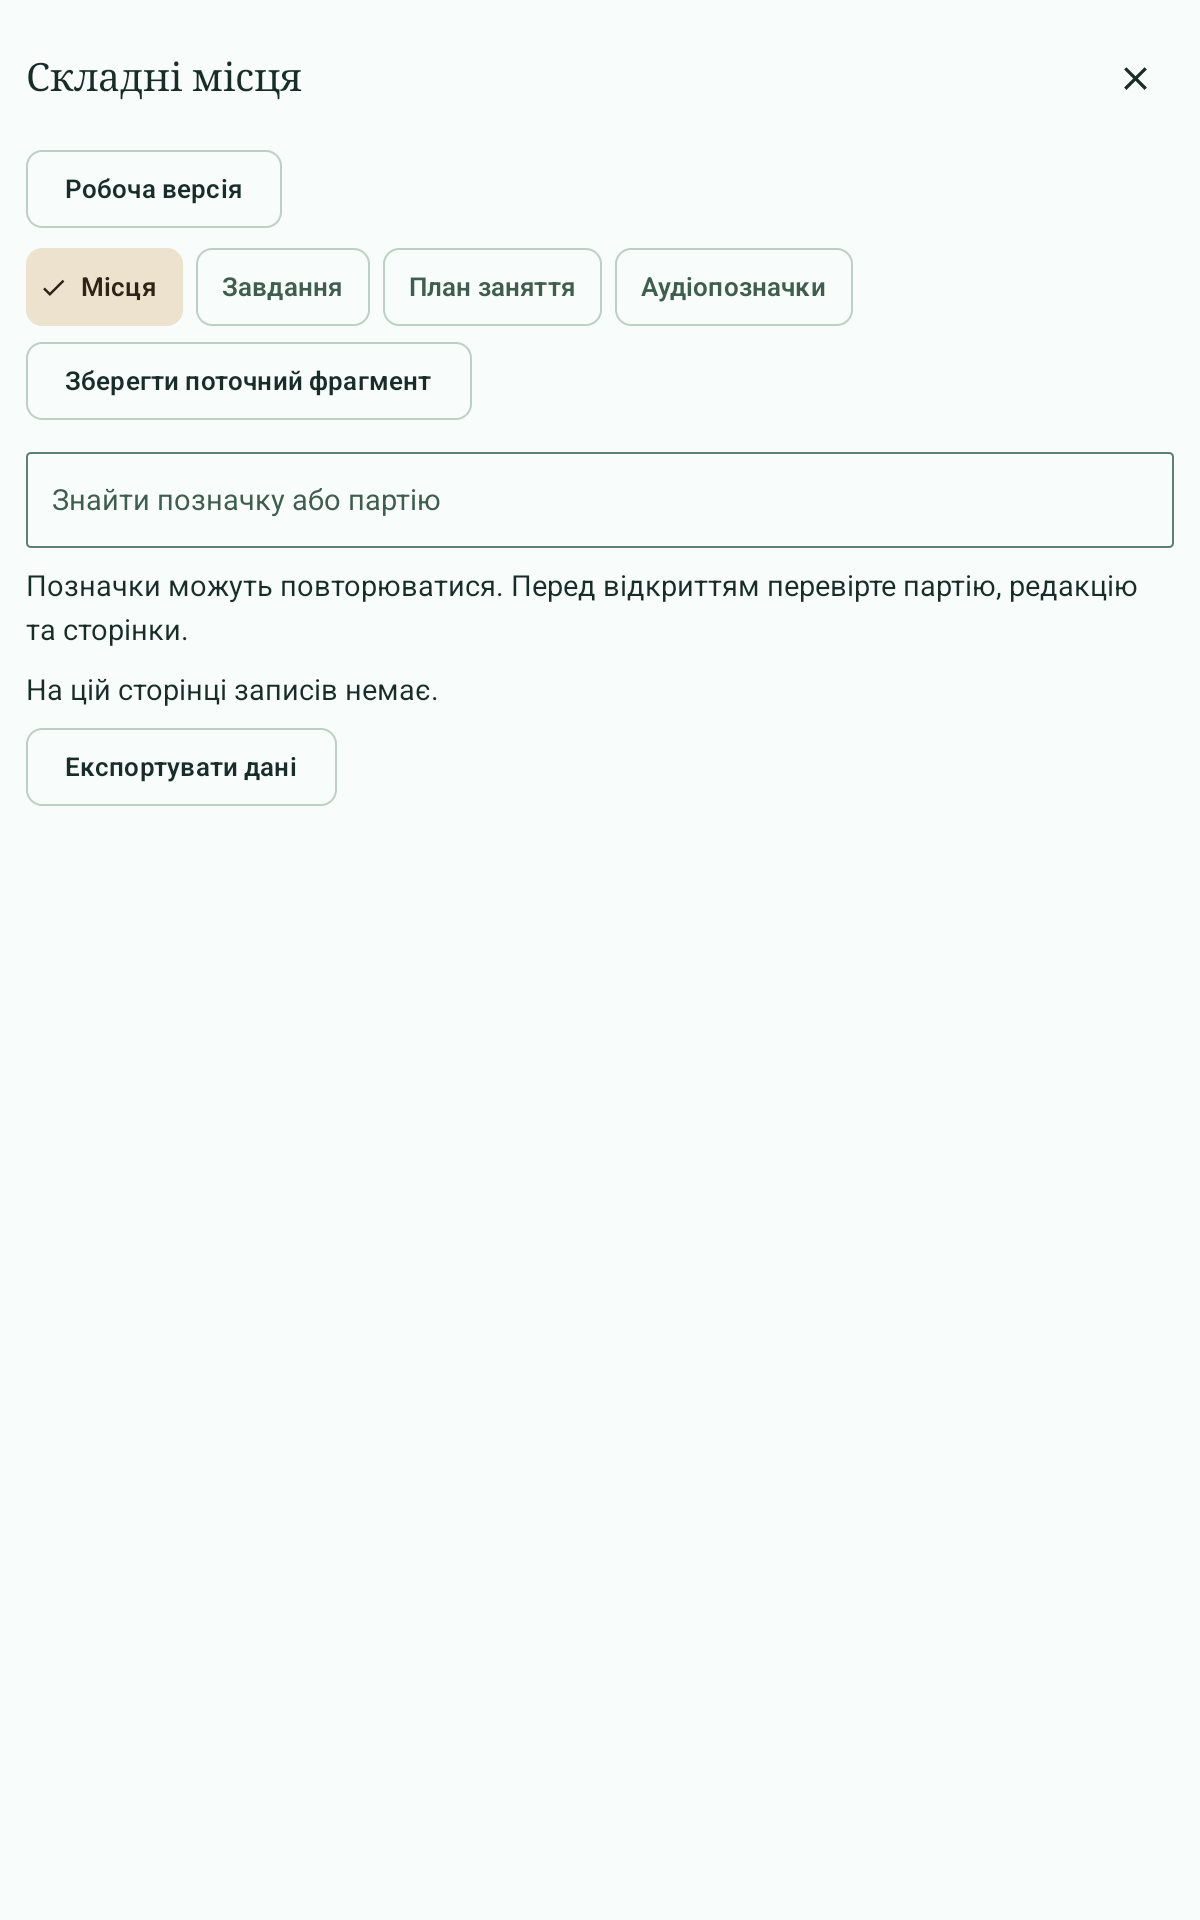 Складні місця
Робоча версія
Місця
Завдання
План заняття
Аудіопозначки
Зберегти поточний фрагмент
Знайти позначку або партію
Позначки можуть повторюватися. Перед відкриттям перевірте партію, редакцію
та сторінки.
На цій сторінці записів немає.
Експортувати дані